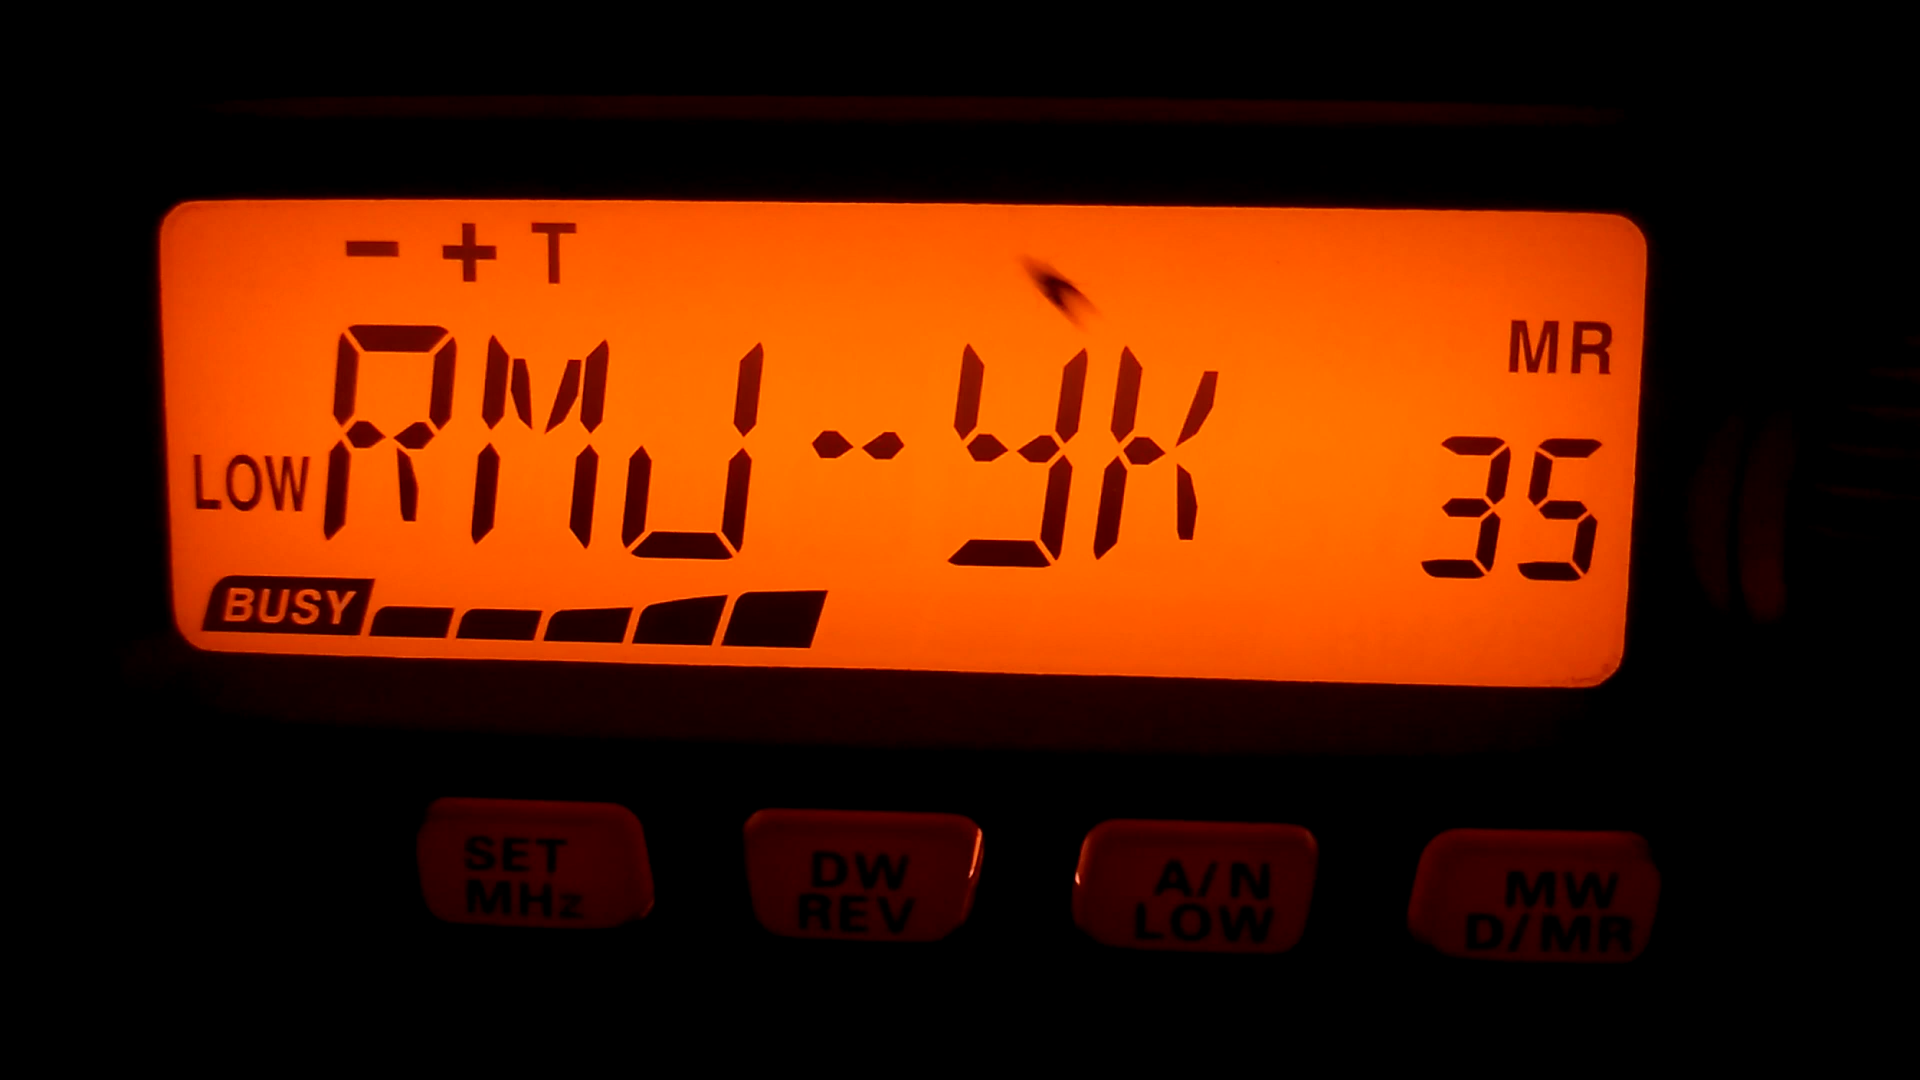 - + T
MR
RMU-YK
LOW
35
BUSY
SET MHz
DW REV
A/N LOW
MW D/MR